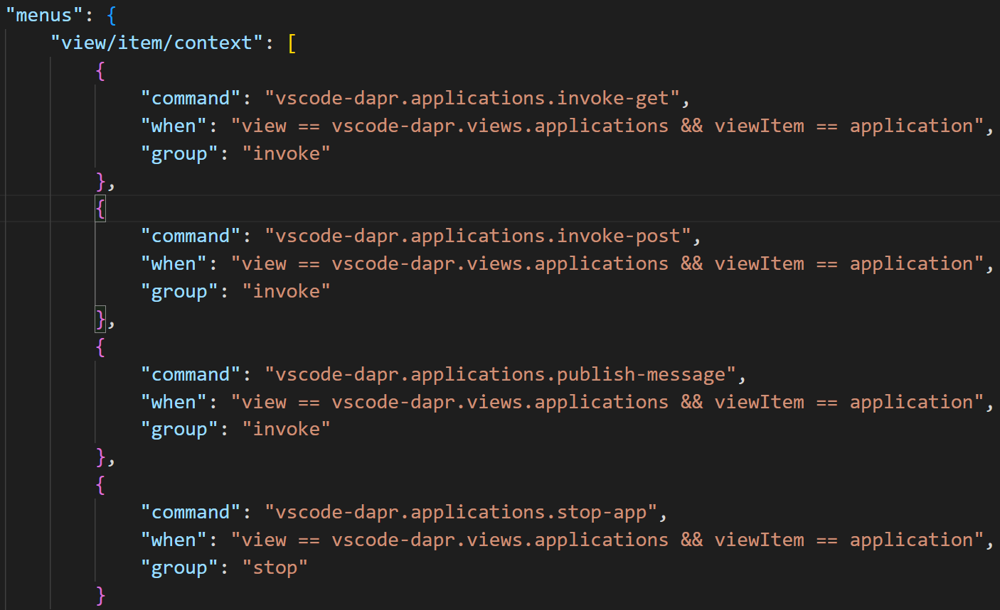 "menus": {
    "view/item/context": [
        {
            "command": "vscode-dapr.applications.invoke-get",
            "when": "view == vscode-dapr.views.applications && viewItem == application",
            "group": "invoke"
        },
        {
            "command": "vscode-dapr.applications.invoke-post",
            "when": "view == vscode-dapr.views.applications && viewItem == application",
            "group": "invoke"
        },
        {
            "command": "vscode-dapr.applications.publish-message",
            "when": "view == vscode-dapr.views.applications && viewItem == application",
            "group": "invoke"
        },
        {
            "command": "vscode-dapr.applications.stop-app",
            "when": "view == vscode-dapr.views.applications && viewItem == application",
            "group": "stop"
        }